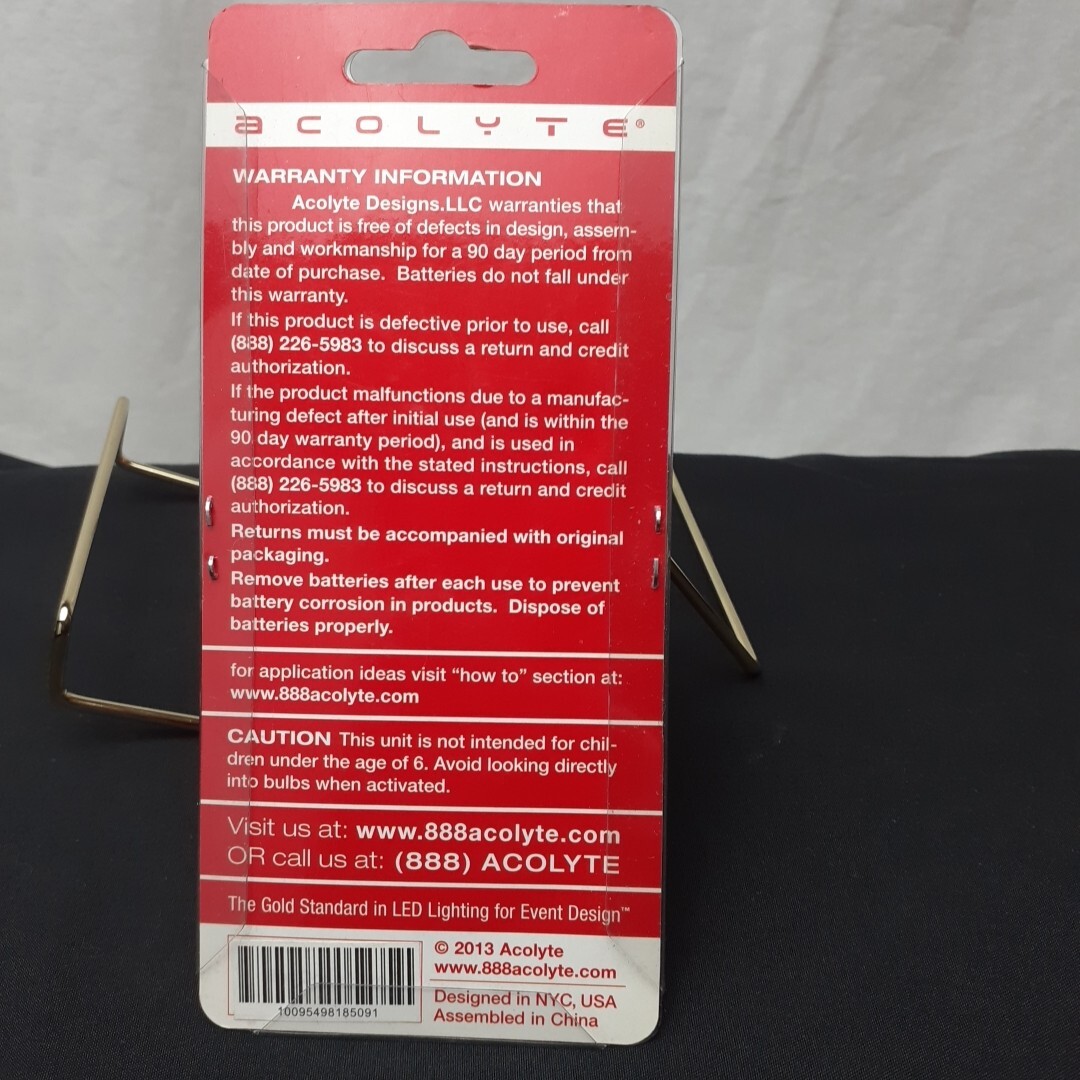 acolyte®
WARRANTY INFORMATION
Acolyte Designs.LLC warranties that
this product is free of defects in design, assem-
bly and workmanship for a 90 day period from
date of purchase. Batteries do not fall under
this warranty.
If this product is defective prior to use, call
(888) 226-5983 to discuss a return and credit
authorization.
If the product malfunctions due to a manufac-
turing defect after initial use (and is within the
90 day warranty period), and is used in
accordance with the stated instructions, call
(888) 226-5983 to discuss a return and credit
authorization.
Returns must be accompanied with original
packaging.
Remove batteries after each use to prevent
battery corrosion in products. Dispose of
batteries properly.
for application ideas visit “how to” section at:
www.888acolyte.com
CAUTION This unit is not intended for chil-
dren under the age of 6. Avoid looking directly
into bulbs when activated.
Visit us at: www.888acolyte.com
OR call us at: (888) ACOLYTE
The Gold Standard in LED Lighting for Event Design™
© 2013 Acolyte
www.888acolyte.com
Designed in NYC, USA
Assembled in China
10095498185091